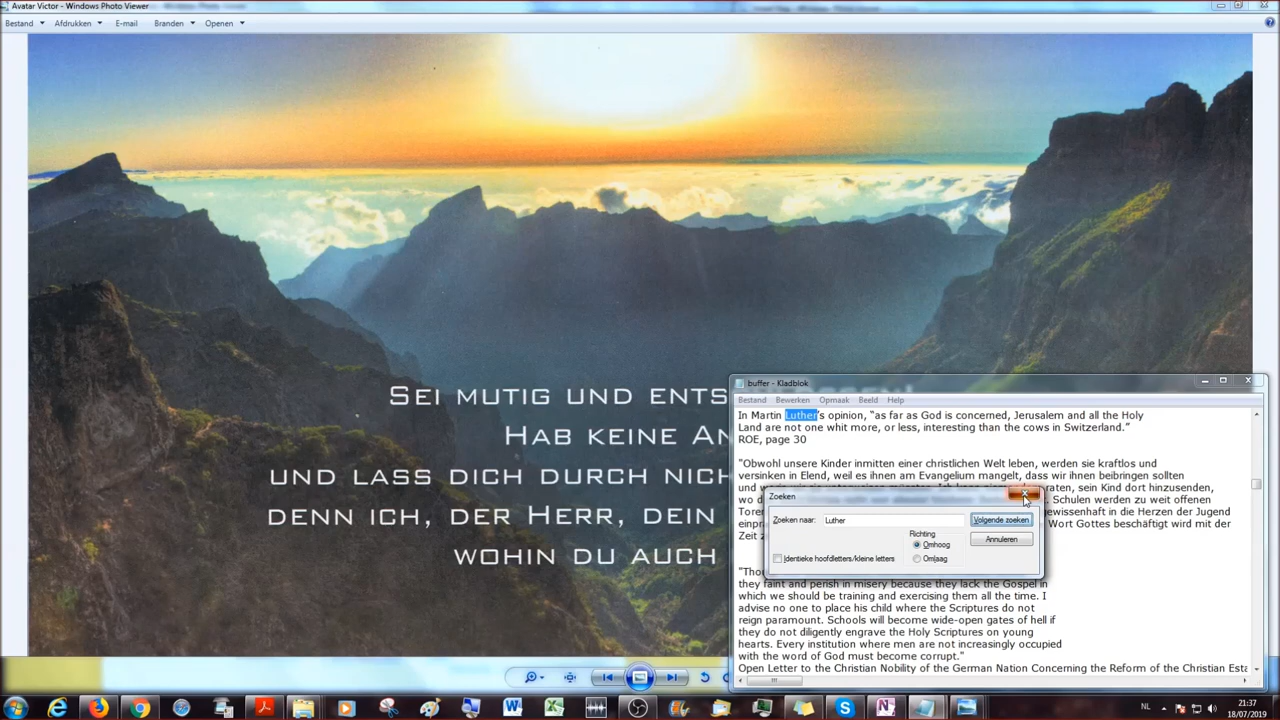 Avatar Victor - Windows Photo Viewer
Bestand Afdrukken E-mail Branden Openen
SEI MUTIG UND ENTS
HAB KEINE AN
UND LASS DICH DURCH NICH
DENN ICH, DER HERR, DEIN
WOHIN DU AUCH
buffer - Kladblok
Bestand Bewerken Opmaak Beeld Help
In Martin Luther's opinion, “as far as God is concerned, Jerusalem and all the Holy
Land are not one whit more, or less, interesting than the cows in Switzerland.”
ROE, page 30
"Obwohl unsere Kinder inmitten einer christlichen Welt leben, werden sie kraftlos und
versinken in Elend, weil es ihnen am Evangelium mangelt, dass wir ihnen beibringen sollten
raten, sein Kind dort hinzusenden,
wo d Schulen werden zu weit offenen
Toren ewissenhaft in die Herzen der Jugend
einpr Wort Gottes beschäftigt wird mit der
Zeit z
Zoeken
Zoeken naar: Luther Volgende zoeken
Richting
Omhoog Annuleren
Identieke hoofdletters/kleine letters Omlaag
"Thou
they faint and perish in misery because they lack the Gospel in
which we should be training and exercising them all the time. I
advise no one to place his child where the Scriptures do not
reign paramount. Schools will become wide-open gates of hell if
they do not diligently engrave the Holy Scriptures on young
hearts. Every institution where men are not increasingly occupied
with the word of God must become corrupt."
Open Letter to the Christian Nobility of the German Nation Concerning the Reform of the Christian Esta
NL 21:37
18/07/2019